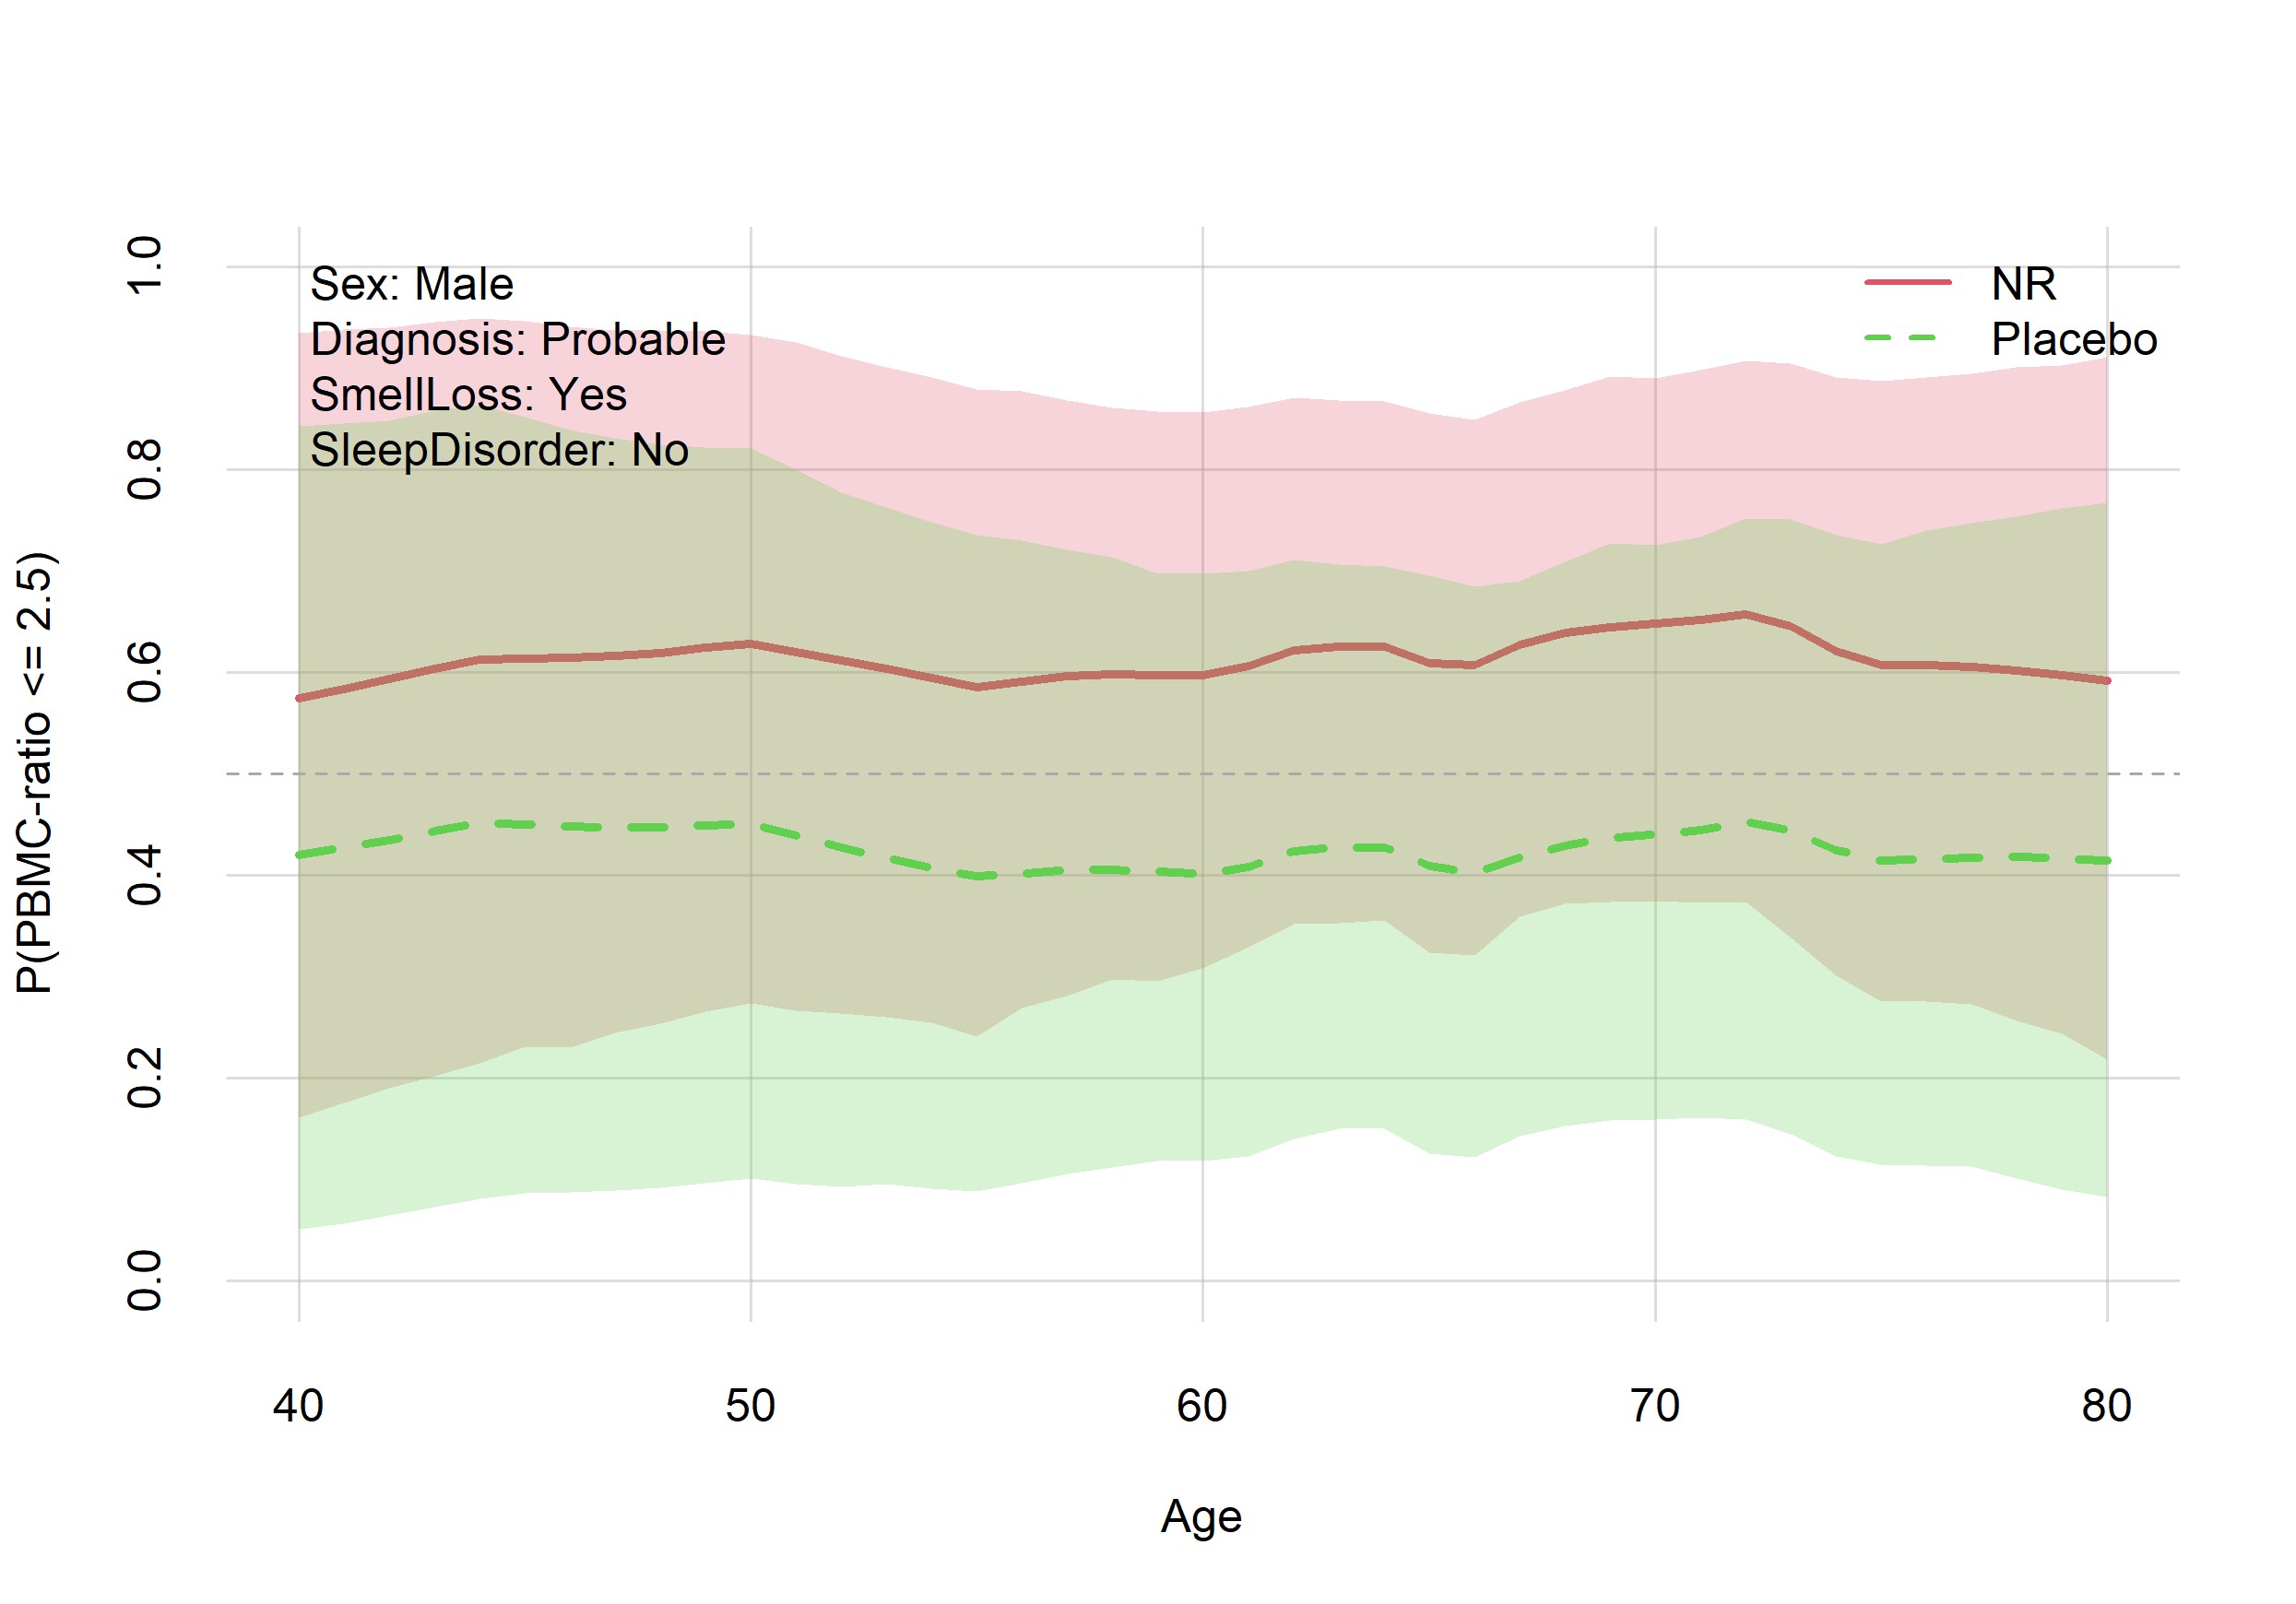 Sex: Male
Diagnosis: Probable
SmellLoss: Yes
SleepDisorder: No
NR
Placebo
P(PBMC-ratio <= 2.5)
1.0
0.8
0.6
0.4
0.2
0.0
40
50
60
70
80
Age